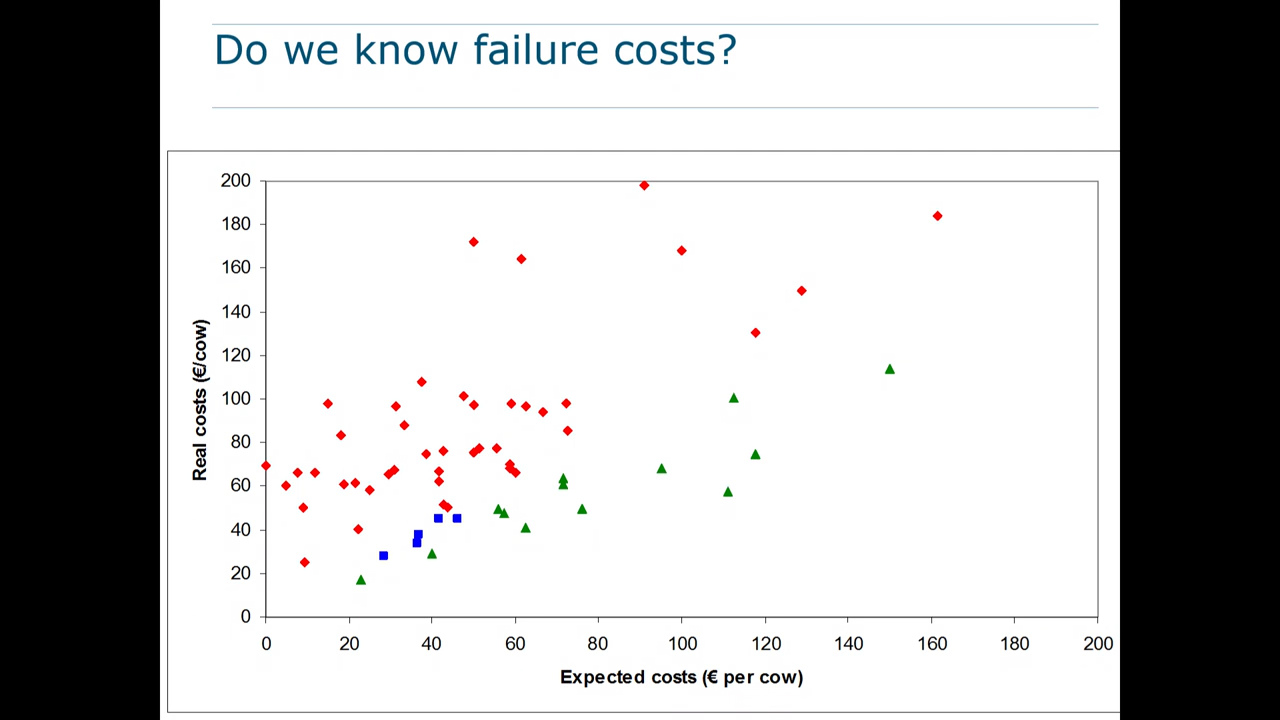 Do we know failure costs?
200
180
160
140
120
100
80
60
40
20
0
Real costs (€/cow)
0 20 40 60 80 100 120 140 160 180 200
Expected costs (€ per cow)